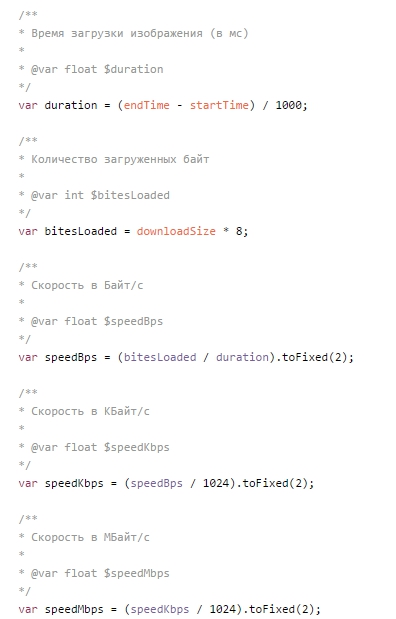 /**
* Время загрузки изображения (в мс)
*
* @var float $duration
*/
var duration = (endTime - startTime) / 1000;
/**
* Количество загруженных байт
*
* @var int $bitesLoaded
*/
var bitesLoaded = downloadSize * 8;
/**
* Скорость в Байт/с
*
* @var float $speedBps
*/
var speedBps = (bitesLoaded / duration).toFixed(2);
/**
* Скорость в КБайт/с
*
* @var float $speedKbps
*/
var speedKbps = (speedBps / 1024).toFixed(2);
/**
* Скорость в МБайт/с
*
* @var float $speedMbps
*/
var speedMbps = (speedKbps / 1024).toFixed(2);